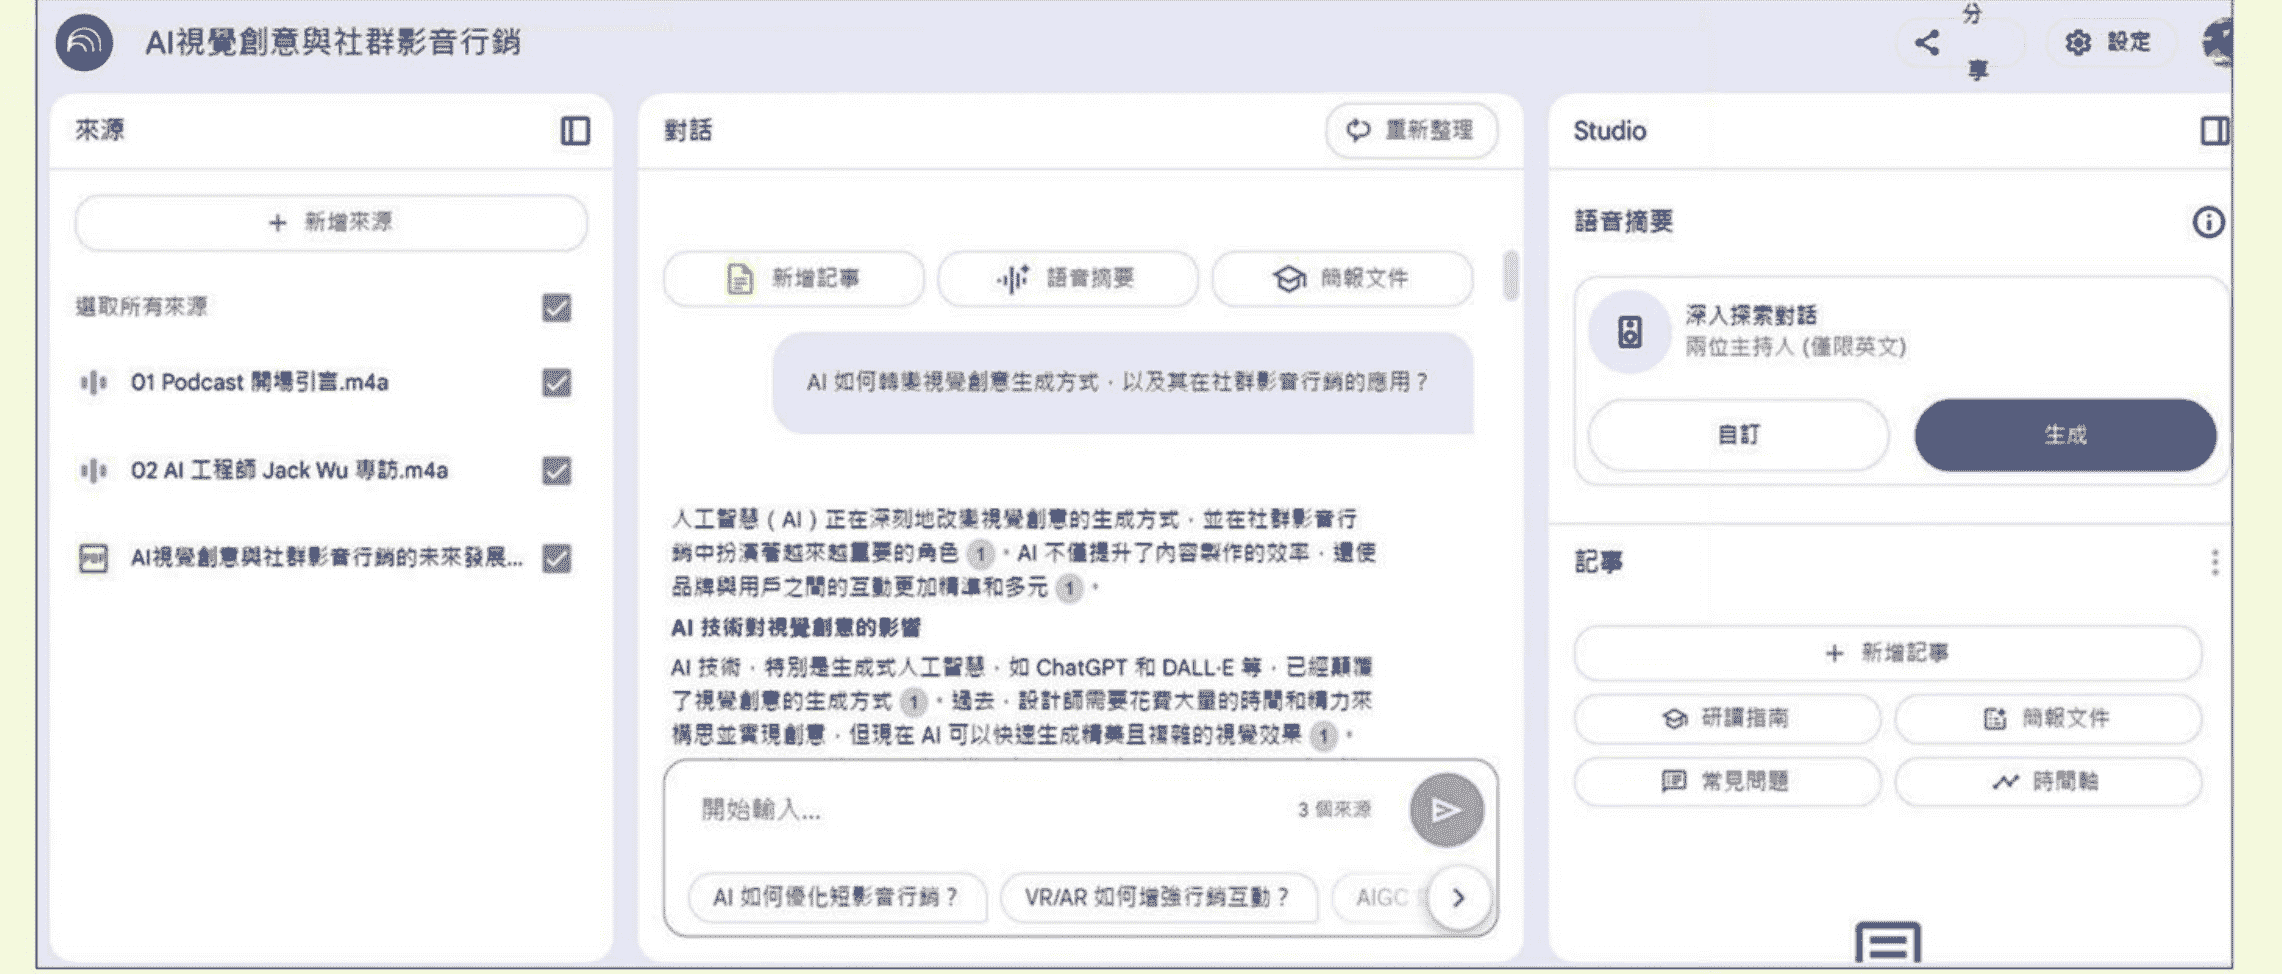 AI視覺創意與社群影音行銷
分
享
設定
來源
+ 新增來源
選取所有來源
01 Podcast 開場引言.m4a
02 AI 工程師 Jack Wu 專訪.m4a
PDF
AI視覺創意與社群影音行銷的未來發展...
對話
重新整理
新增記事
語音摘要
簡報文件
AI 如何轉變視覺創意生成方式，以及其在社群影音行銷的應用？
人工智慧（AI）正在深刻地改變視覺創意的生成方式，並在社群影音行
銷中扮演著越來越重要的角色 1 。AI 不僅提升了內容製作的效率，還使
品牌與用戶之間的互動更加精準和多元 1 。
AI 技術對視覺創意的影響
AI 技術，特別是生成式人工智慧，如 ChatGPT 和 DALL·E 等，已經顛覆
了視覺創意的生成方式 1 。過去，設計師需要花費大量的時間和精力來
構思並實現創意，但現在 AI 可以快速生成精美且複雜的視覺效果 1 。
開始輸入...
3 個來源
AI 如何優化短影音行銷？
VR/AR 如何增強行銷互動？
AIGC
Studio
語音摘要
深入探索對話
兩位主持人 (僅限英文)
自訂
生成
記事
+ 新增記事
研讀指南
簡報文件
常見問題
時間軸